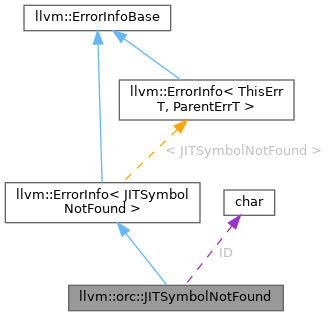 llvm::ErrorInfoBase
llvm::ErrorInfo< ThisErr
T, ParentErrT >
< JITSymbolNotFound >
llvm::ErrorInfo< JITSymbol
NotFound >
char
ID
llvm::orc::JITSymbolNotFound